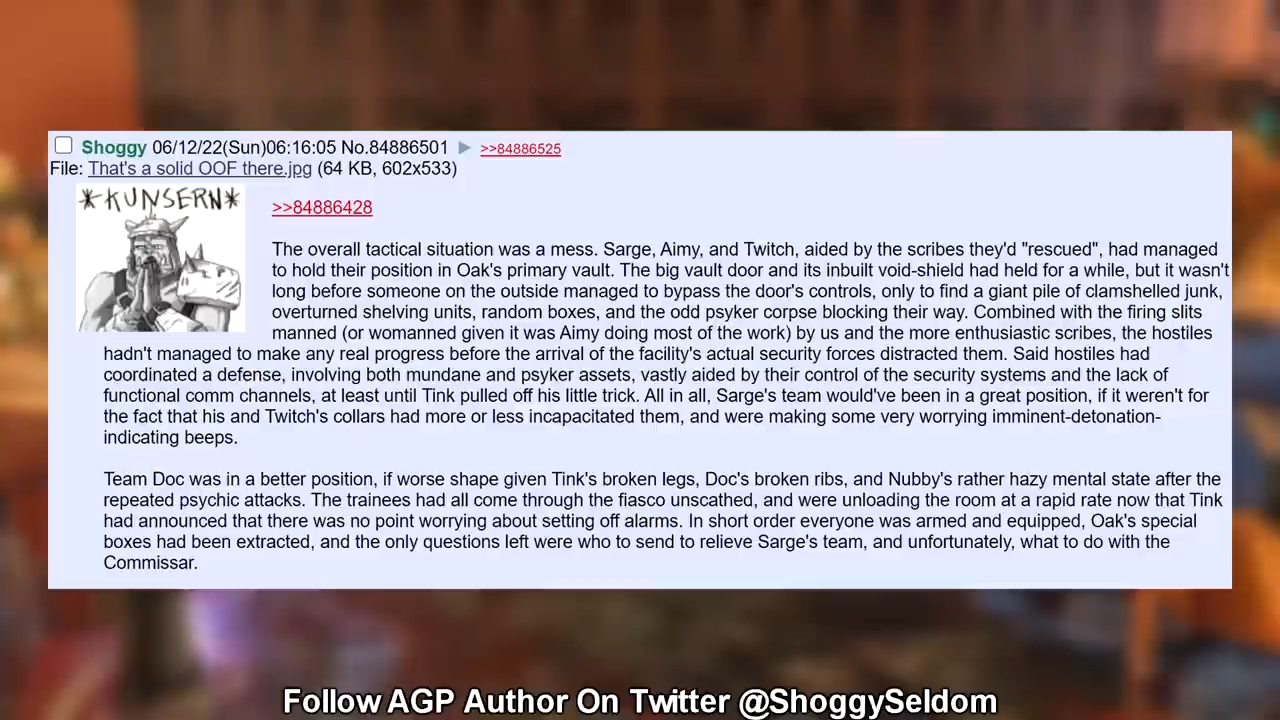 Shoggy 06/12/22(Sun)06:16:05 No.84886501 ▶ >>84886525
File: That's a solid OOF there.jpg (64 KB, 602x533)
*KUNSERN*
>>84886428
The overall tactical situation was a mess. Sarge, Aimy, and Twitch, aided by the scribes they'd "rescued", had managed
to hold their position in Oak's primary vault. The big vault door and its inbuilt void-shield had held for a while, but it wasn't
long before someone on the outside managed to bypass the door's controls, only to find a giant pile of clamshelled junk,
overturned shelving units, random boxes, and the odd psyker corpse blocking their way. Combined with the firing slits
manned (or womanned given it was Aimy doing most of the work) by us and the more enthusiastic scribes, the hostiles
hadn't managed to make any real progress before the arrival of the facility's actual security forces distracted them. Said hostiles had
coordinated a defense, involving both mundane and psyker assets, vastly aided by their control of the security systems and the lack of
functional comm channels, at least until Tink pulled off his little trick. All in all, Sarge's team would've been in a great position, if it weren't for
the fact that his and Twitch's collars had more or less incapacitated them, and were making some very worrying imminent-detonation-
indicating beeps.
Team Doc was in a better position, if worse shape given Tink's broken legs, Doc's broken ribs, and Nubby's rather hazy mental state after the
repeated psychic attacks. The trainees had all come through the fiasco unscathed, and were unloading the room at a rapid rate now that Tink
had announced that there was no point worrying about setting off alarms. In short order everyone was armed and equipped, Oak's special
boxes had been extracted, and the only questions left were who to send to relieve Sarge's team, and unfortunately, what to do with the
Commissar.
Follow AGP Author On Twitter @ShoggySeldom